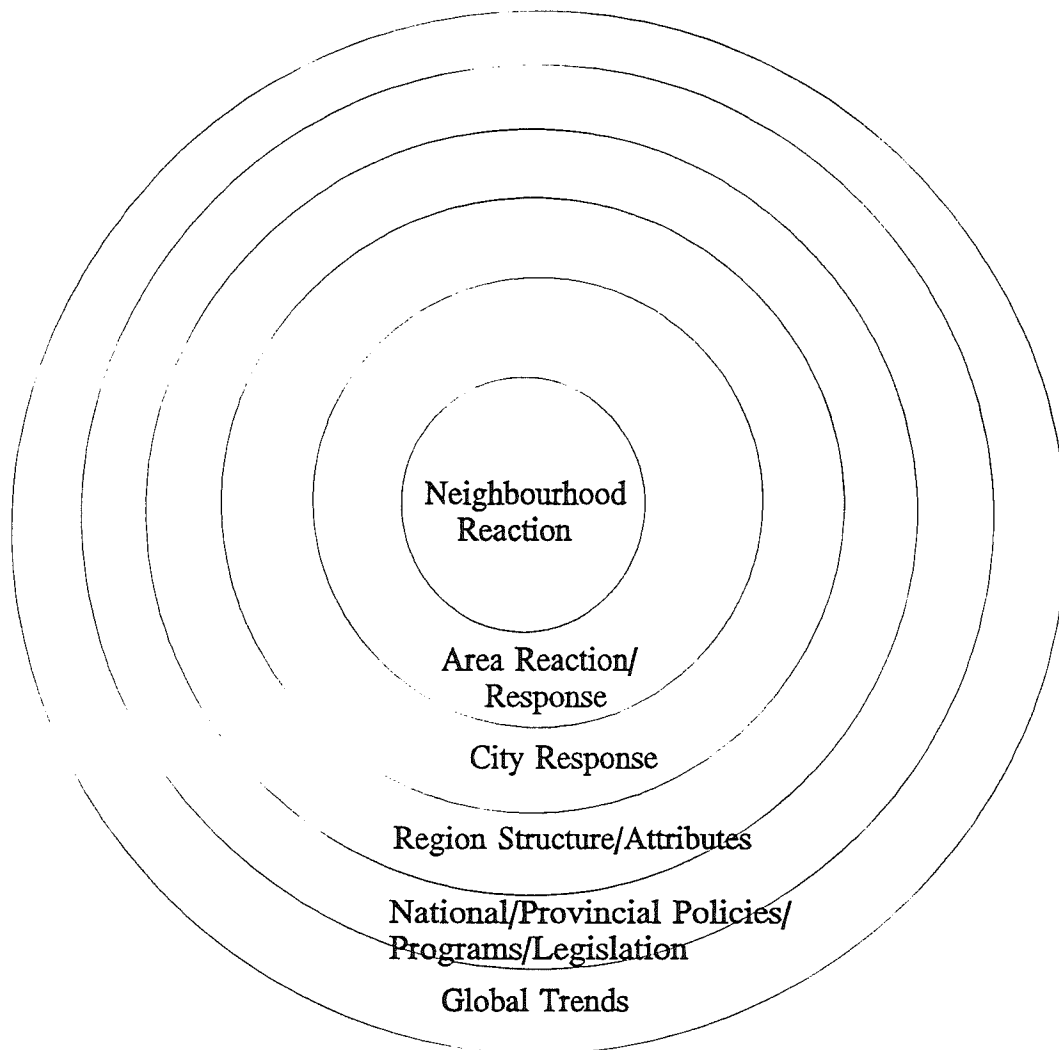 Neighbourhood
Reaction
Area Reaction/
Response
City Response
Region Structure/Attributes
National/Provincial Policies/
Programs/Legislation
Global Trends